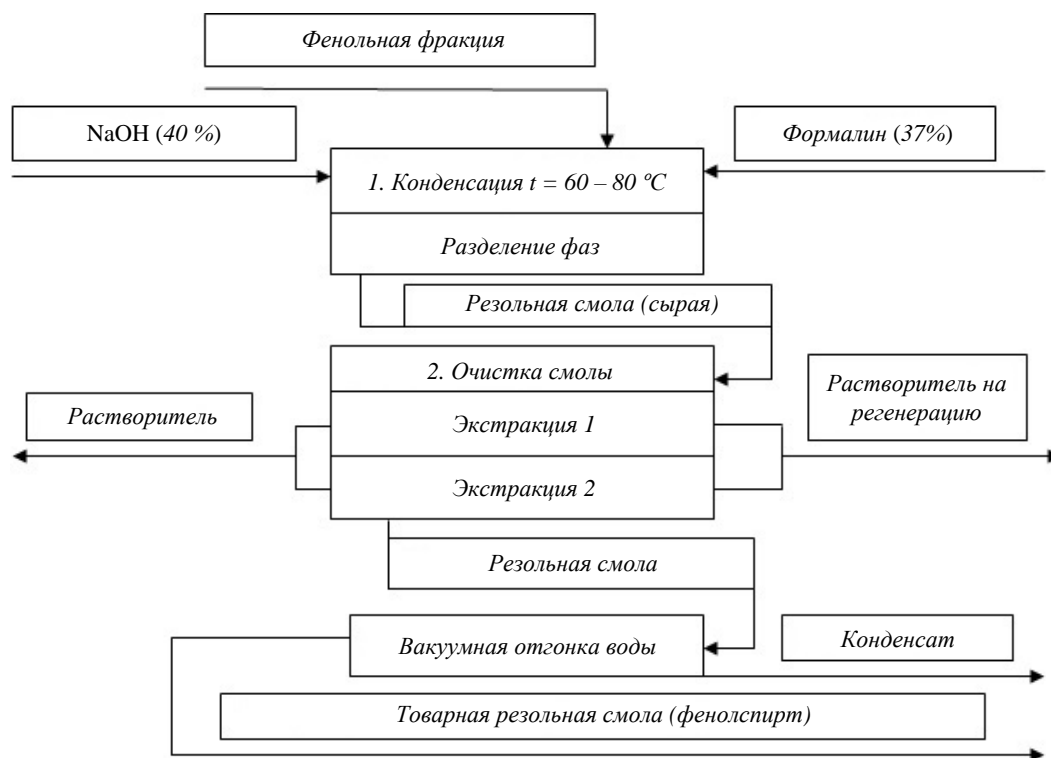 Фенольная фракция
NaOH (40 %)
Формалин (37%)
1. Конденсация t = 60 – 80 ºC
Разделение фаз
Резольная смола (сырая)
2. Очистка смолы
Растворитель
Экстракция 1
Растворитель на
регенерацию
Экстракция 2
Резольная смола
Вакуумная отгонка воды
Конденсат
Товарная резольная смола (фенолспирт)